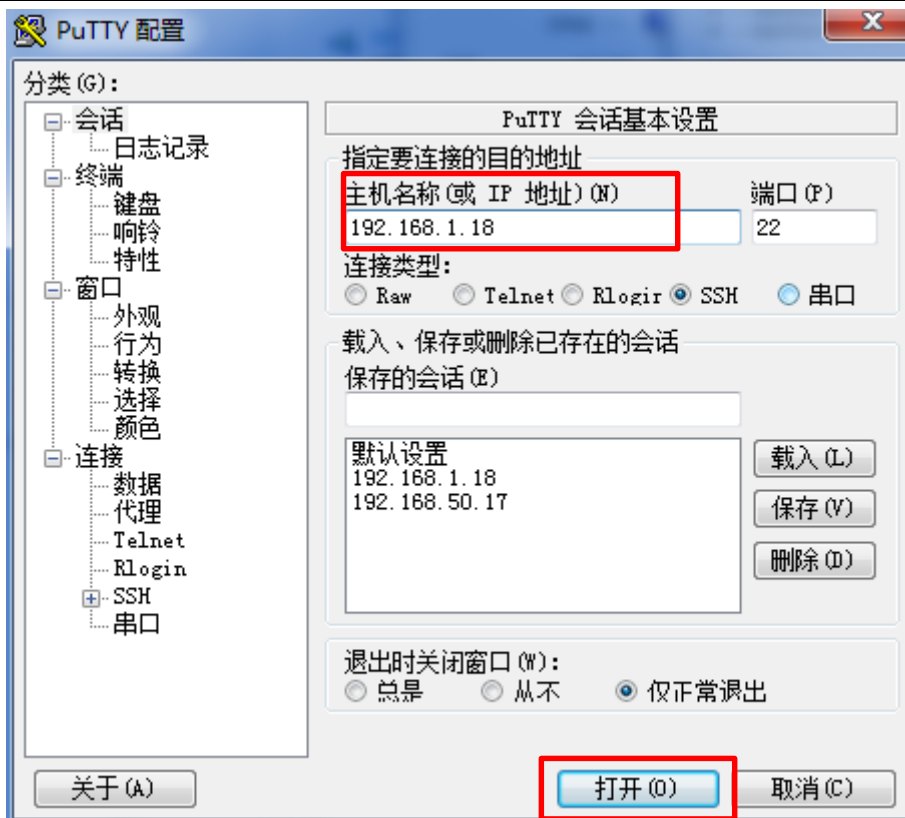 PuTTY 配置
分类(G):
会话
日志记录
终端
键盘
响铃
特性
窗口
外观
行为
转换
选择
颜色
连接
数据
代理
Telnet
Rlogin
SSH
串口
PuTTY 会话基本设置
指定要连接的目的地址
主机名称(或 IP 地址)(N) 端口(P)
192.168.1.18 22
连接类型:
Raw Telnet Rlogir SSH 串口
载入、保存或删除已存在的会话
保存的会话(E)
默认设置
192.168.1.18
192.168.50.17
载入(L)
保存(V)
删除(D)
退出时关闭窗口(W):
总是 从不 仅正常退出
关于(A) 打开(O) 取消(C)